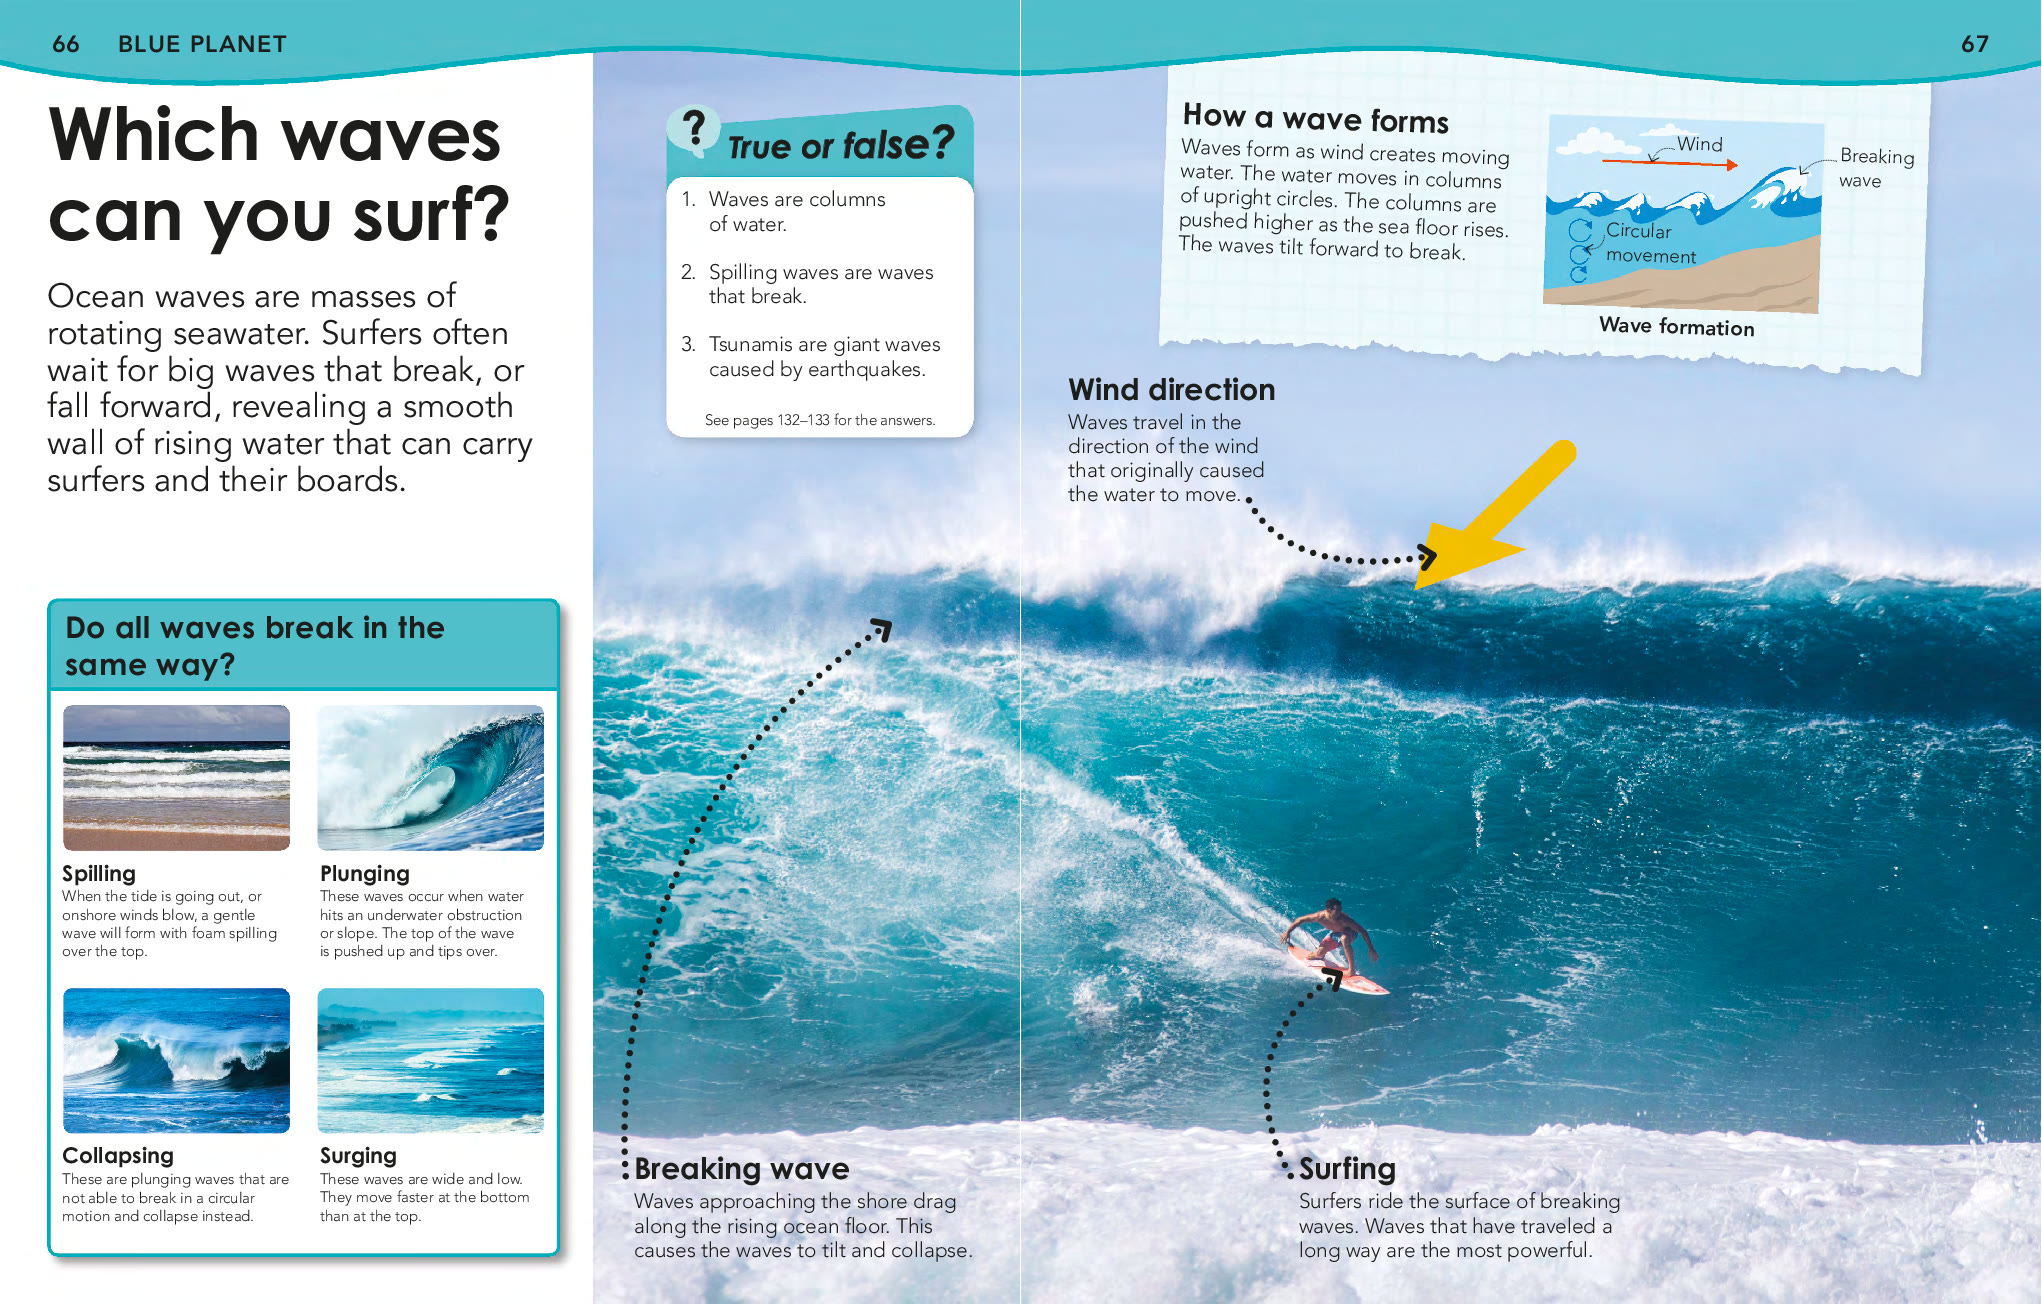 66 BLUE PLANET
67
Which waves
can you surf?
Ocean waves are masses of
rotating seawater. Surfers often
wait for big waves that break, or
fall forward, revealing a smooth
wall of rising water that can carry
surfers and their boards.
Do all waves break in the
same way?
Spilling
When the tide is going out, or
onshore winds blow, a gentle
wave will form with foam spilling
over the top.
Plunging
These waves occur when water
hits an underwater obstruction
or slope. The top of the wave
is pushed up and tips over.
Collapsing
These are plunging waves that are
not able to break in a circular
motion and collapse instead.
Surging
These waves are wide and low.
They move faster at the bottom
than at the top.
?
True or false?
1. Waves are columns
of water.
2. Spilling waves are waves
that break.
3. Tsunamis are giant waves
caused by earthquakes.
See pages 132–133 for the answers.
How a wave forms
Waves form as wind creates moving
water. The water moves in columns
of upright circles. The columns are
pushed higher as the sea floor rises.
The waves tilt forward to break.
Wind
Breaking
wave
Circular
movement
Wave formation
Wind direction
Waves travel in the
direction of the wind
that originally caused
the water to move.
Breaking wave
Waves approaching the shore drag
along the rising ocean floor. This
causes the waves to tilt and collapse.
Surfing
Surfers ride the surface of breaking
waves. Waves that have traveled a
long way are the most powerful.